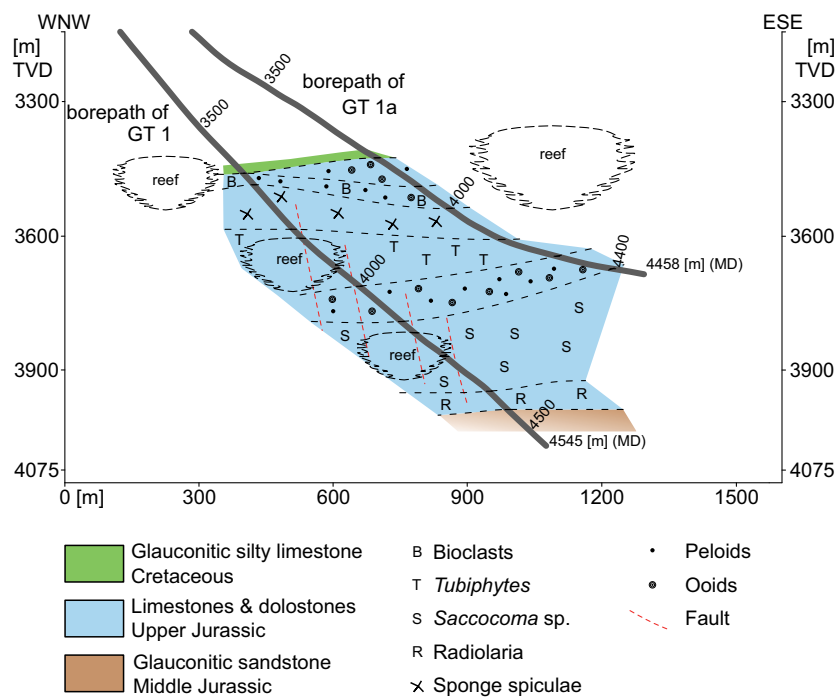 WNW
ESE
[m]
TVD
[m]
TVD
borepath of
GT 1a
borepath of
GT 1
3500
3500
3300
3300
reef
reef
B
B
B
4000
3600
3600
T
T
T
T
T
reef
4000
4400
4458 [m] (MD)
S
S
S
S
S
reef
S
3900
3900
R
R
R
4500
4545 [m] (MD)
4075
4075
0 [m]
300
600
900
1200
1500
Glauconitic silty limestone
Cretaceous
Limestones & dolostones
Upper Jurassic
Glauconitic sandstone
Middle Jurassic
B Bioclasts
T Tubiphytes
S Saccocoma sp.
R Radiolaria
Sponge spiculae
Peloids
Ooids
Fault